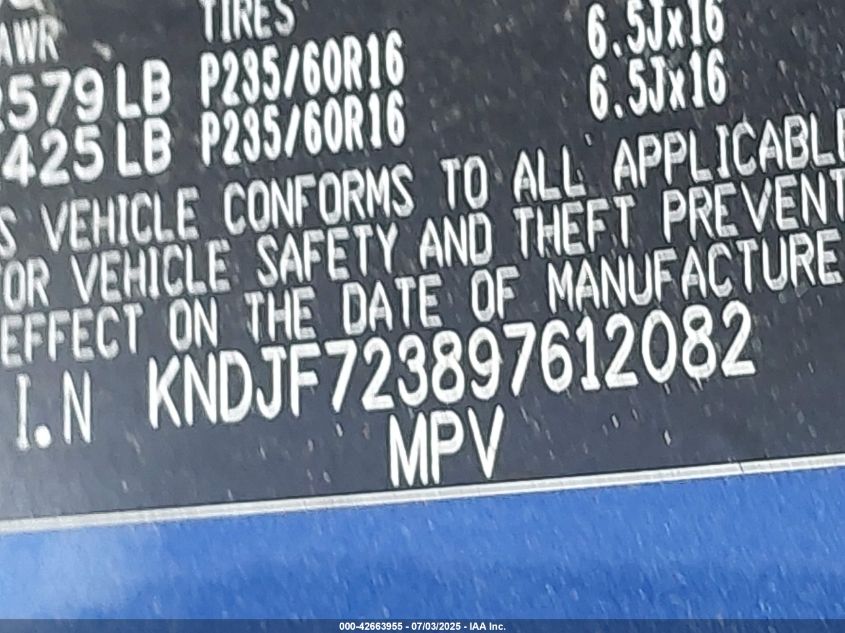 TIRES
AWR
2579 LB P235/60R16 6.5Jx16
425 LB P235/60R16 6.5Jx16
S VEHICLE CONFORMS TO ALL APPLICABLE
OR VEHICLE SAFETY AND THEFT PREVENT
EFFECT ON THE DATE OF MANUFACTURE
I.N KNDJF723897612082
MPV
000-42663955 - 07/03/2025 - IAA Inc.